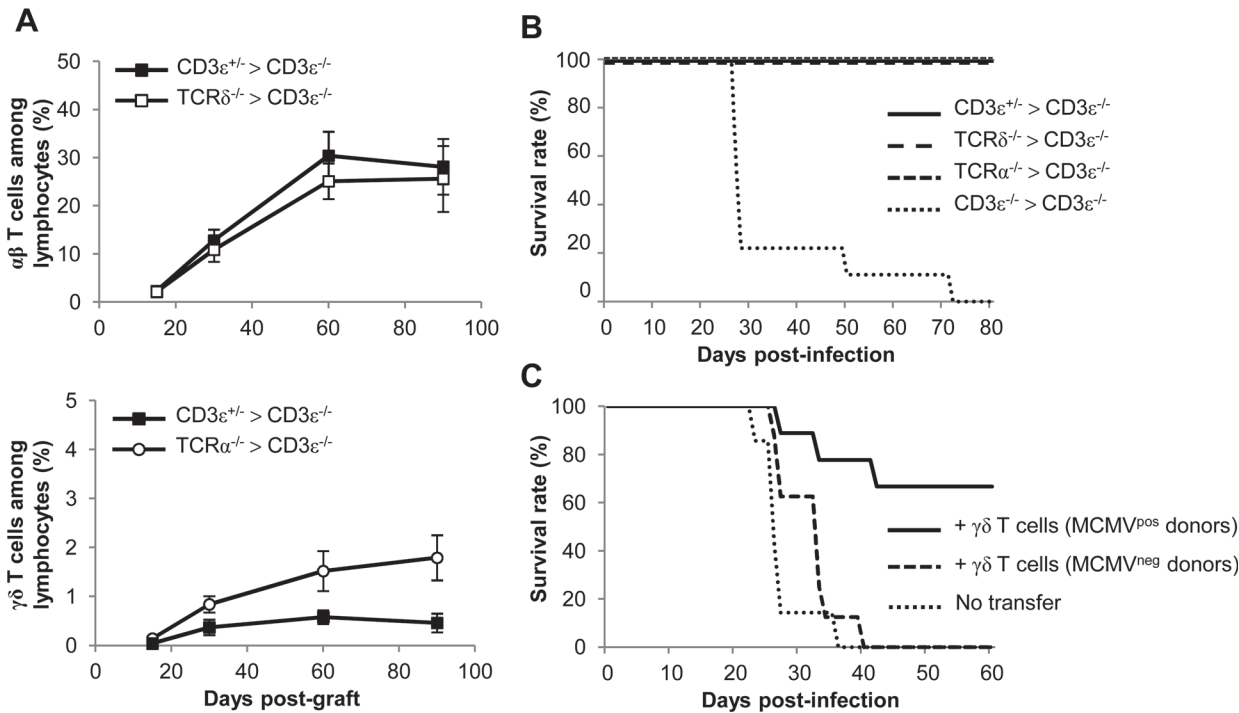 A
CD3ε+/- > CD3ε-/-
TCRδ-/- > CD3ε-/-
50
40
30
20
10
0
0 20 40 60 80 100
αβ T cells among
lymphocytes (%)
CD3ε+/- > CD3ε-/-
TCRα-/- > CD3ε-/-
5
4
3
2
1
0
0 20 40 60 80 100
γδ T cells among
lymphocytes (%)
Days post-graft
B
100
80
60
40
20
0
Survival rate (%)
CD3ε+/- > CD3ε-/-
TCRδ-/- > CD3ε-/-
TCRα-/- > CD3ε-/-
CD3ε-/- > CD3ε-/-
0 10 20 30 40 50 60 70 80
Days post-infection
C
100
80
60
40
20
0
Survival rate (%)
+ γδ T cells (MCMVpos donors)
+ γδ T cells (MCMVneg donors)
No transfer
0 10 20 30 40 50 60
Days post-infection